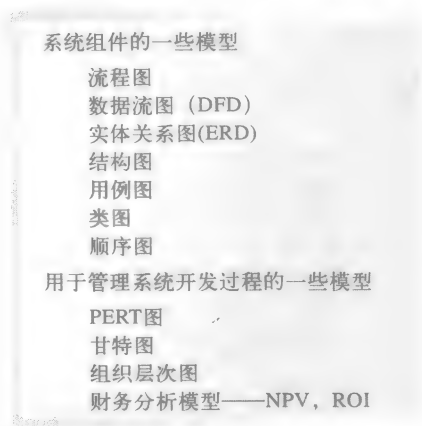 系统组件的一些模型
流程图
数据流图（DFD）
实体关系图(ERD)
结构图
用例图
类图
顺序图
用于管理系统开发过程的一些模型
PERT图
甘特图
组织层次图
财务分析模型——NPV，ROI